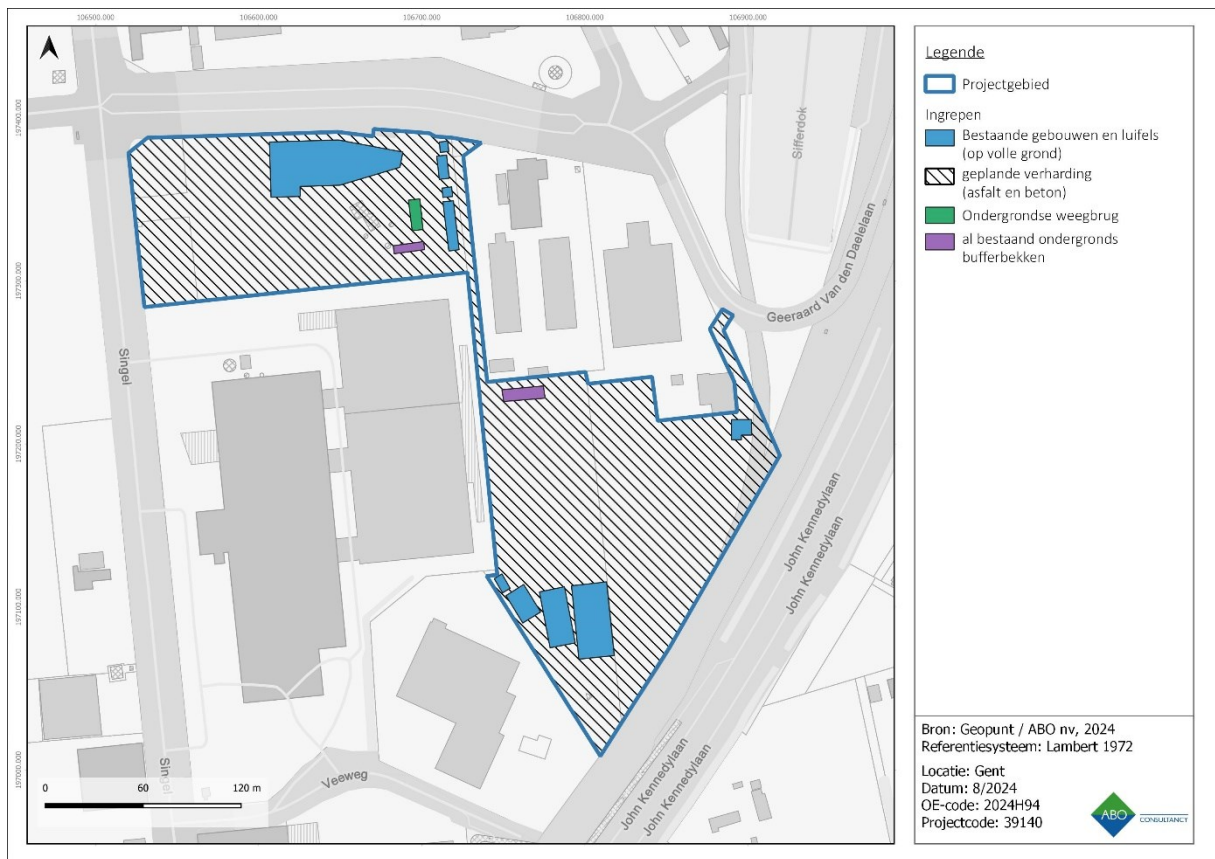 106500.000
106600.000
106700.000
106800.000
106900.000
197400.000
197300.000
197200.000
197100.000
197000.000
Sifferdok
Geeraard Van den Daelelaan
Singel
John Kennedylaan
John Kennedylaan
Singel
Veeweg
John Kennedylaan
John Kennedylaan
0 60 120 m
Legende
Projectgebied
Ingrepen
Bestaande gebouwen en luifels
(op volle grond)
geplande verharding
(asfalt en beton)
Ondergrondse weegbrug
al bestaand ondergronds
bufferbekken
Bron: Geopunt / ABO nv, 2024
Referentiesysteem: Lambert 1972
Locatie: Gent
Datum: 8/2024
OE-code: 2024H94
Projectcode: 39140
ABO CONSULTANCY